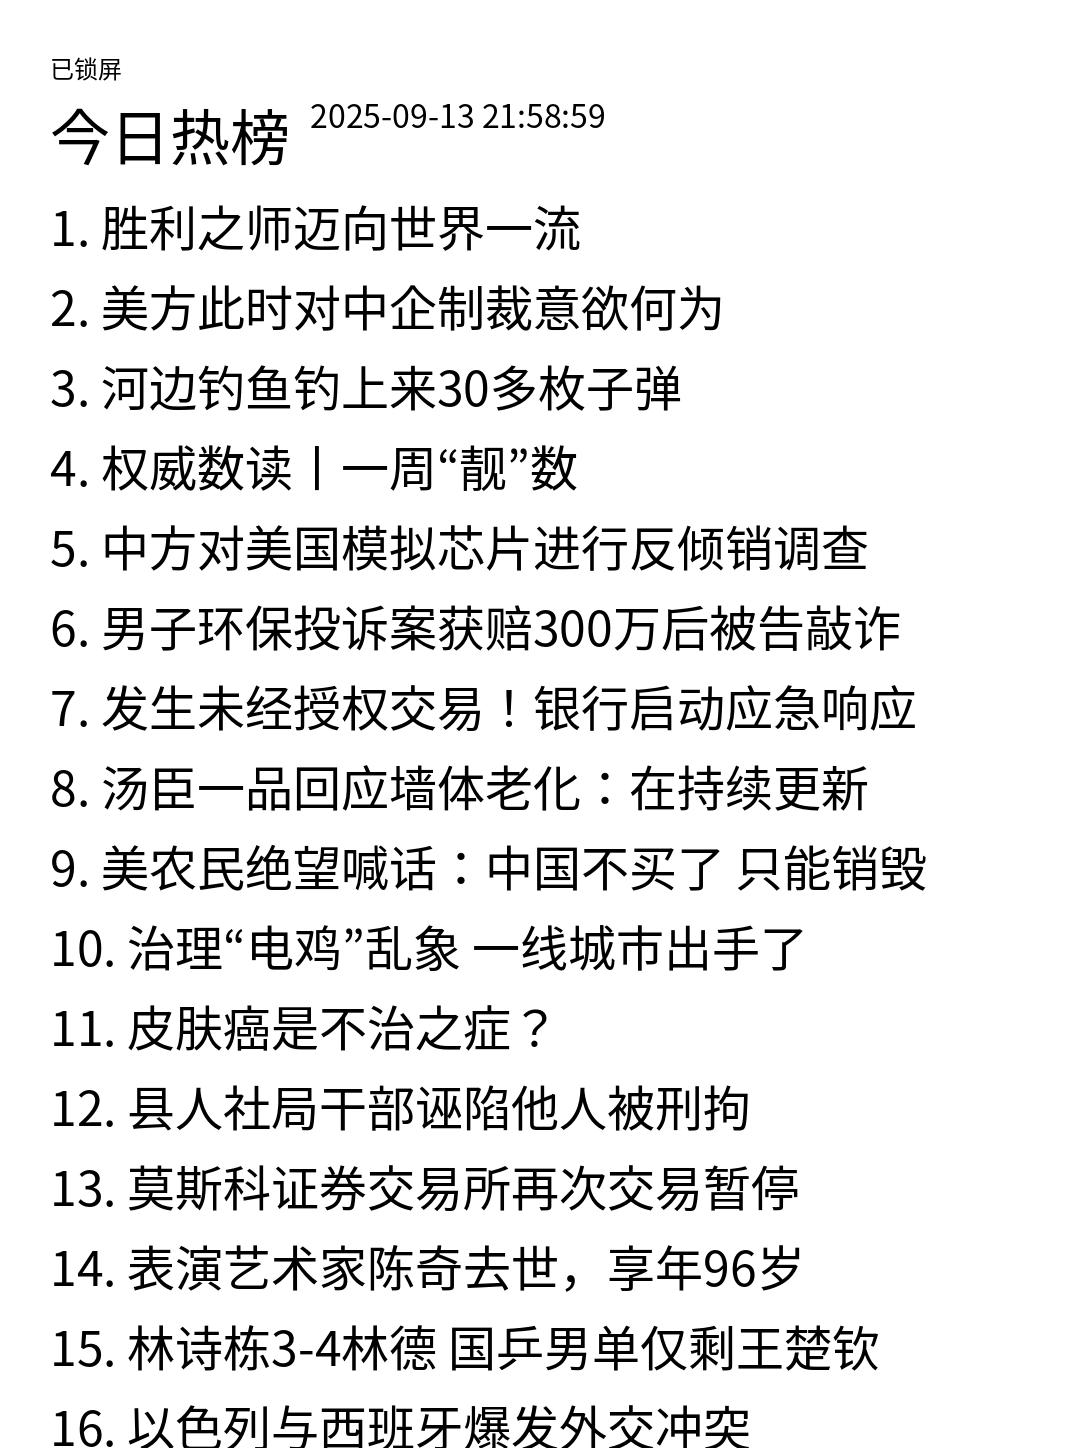 已锁屏
今日热榜 2025-09-13 21:58:59
1. 胜利之师迈向世界一流
2. 美方此时对中企制裁意欲何为
3. 河边钓鱼钓上来30多枚子弹
4. 权威数读丨一周“靓”数
5. 中方对美国模拟芯片进行反倾销调查
6. 男子环保投诉案获赔300万后被告敲诈
7. 发生未经授权交易！银行启动应急响应
8. 汤臣一品回应墙体老化：在持续更新
9. 美农民绝望喊话：中国不买了 只能销毁
10. 治理“电鸡”乱象 一线城市出手了
11. 皮肤癌是不治之症？
12. 县人社局干部诬陷他人被刑拘
13. 莫斯科证券交易所再次交易暂停
14. 表演艺术家陈奇去世，享年96岁
15. 林诗栋3-4林德 国乒男单仅剩王楚钦
16. 以色列与西班牙爆发外交冲突